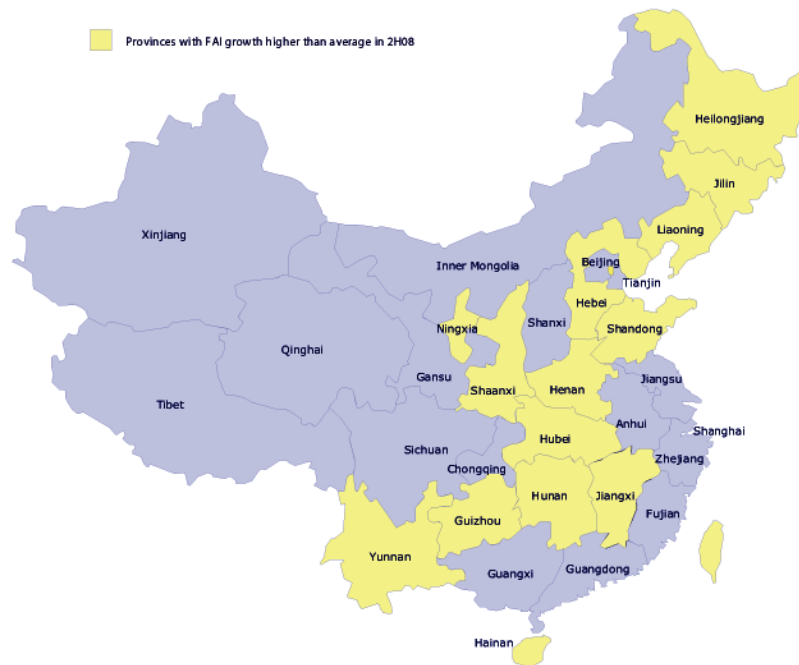 Provinces with FAI growth higher than average in 2H08
Heilongjiang
Jilin
Liaoning
Xinjiang
Inner Mongolia
Beijing
Tianjin
Hebei
Shanxi
Ningxia
Shandong
Qinghai
Gansu
Shaanxi
Henan
Jiangsu
Tibet
Anhui
Shanghai
Hubei
Sichuan
Zhejiang
Chongqing
Hunan
Jiangxi
Fujian
Guizhou
Yunnan
Guangxi
Guangdong
Hainan